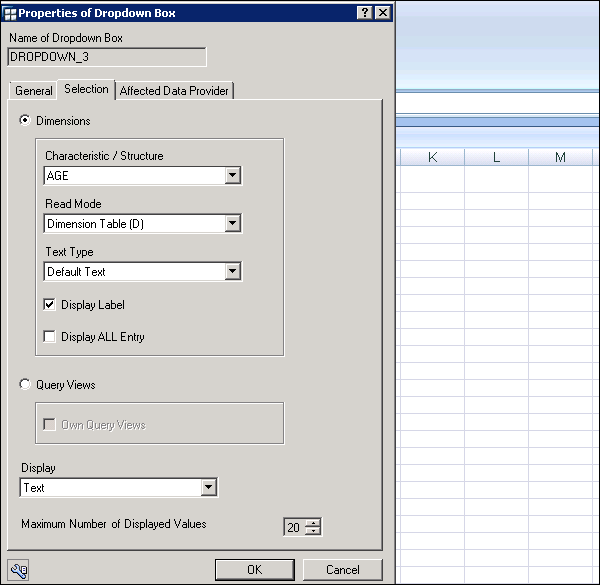 Properties of Dropdown Box
Name of Dropdown Box
DROPDOWN_3
General Selection Affected Data Provider
Dimensions
K L M
Characteristic / Structure
AGE
Read Mode
Dimension Table (D)
Text Type
Default Text
Display Label
Display ALL Entry
Query Views
Own Query Views
Display
Text
Maximum Number of Displayed Values 20
OK Cancel